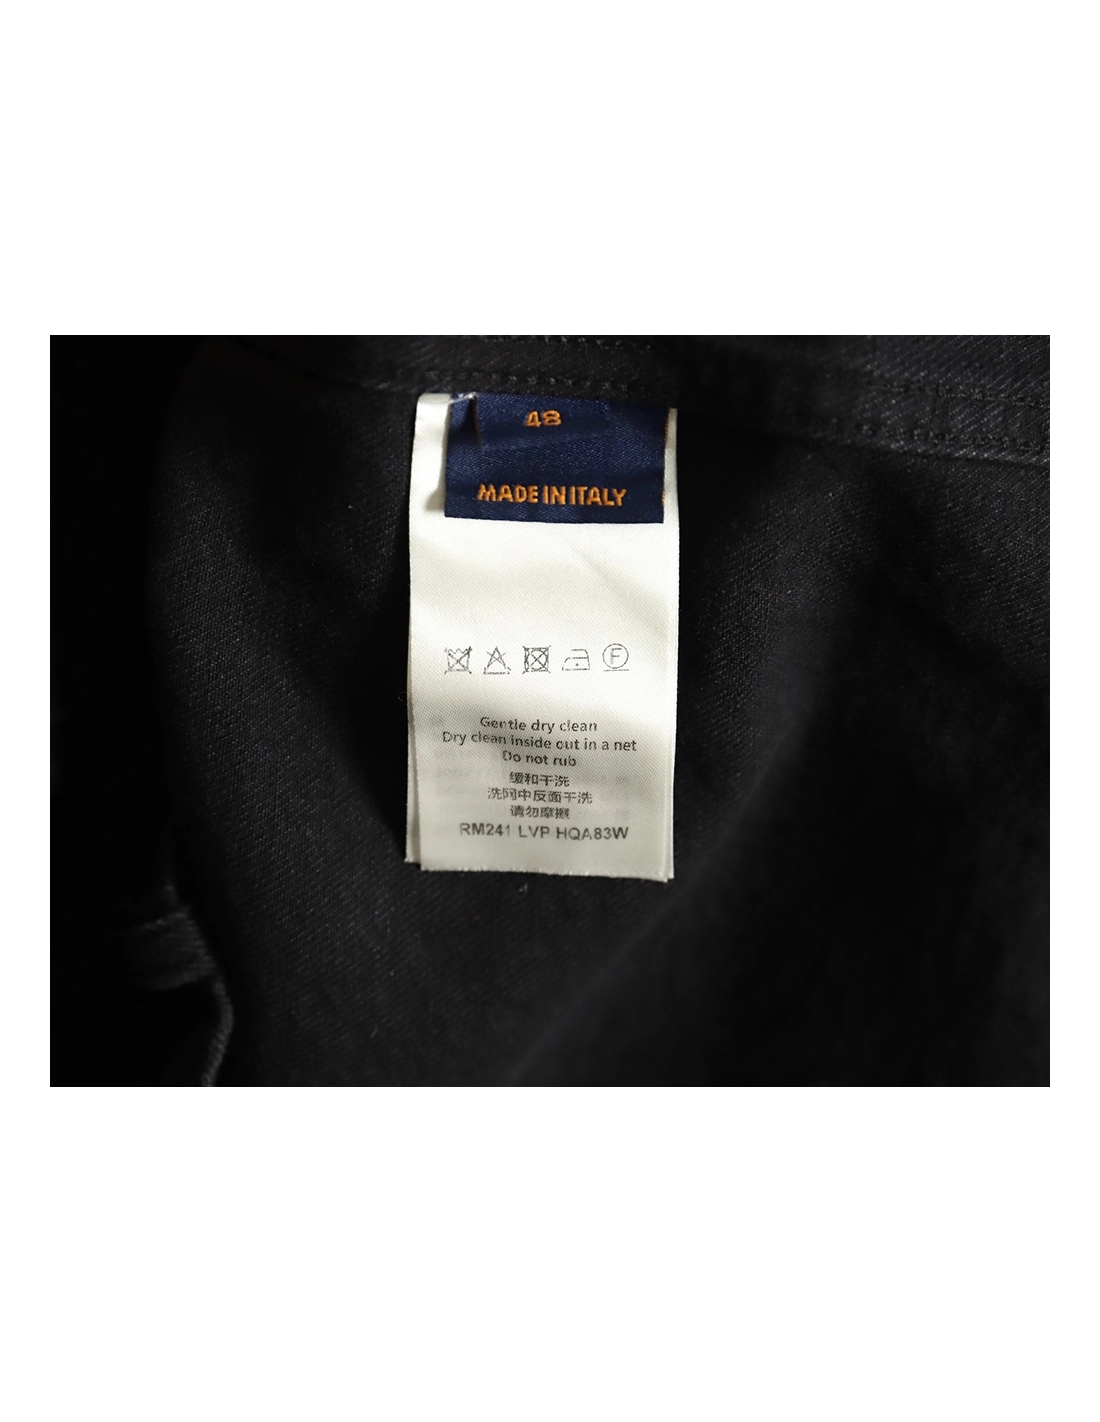 48
MADE IN ITALY
F
Gentle dry clean
Dry clean inside out in a net
Do not rub
缓和干洗
洗网中反面干洗
请勿摩擦
RM241 LVP HQA83W